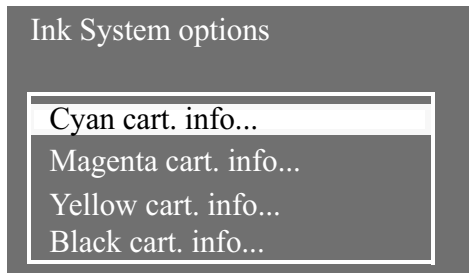 Ink System options
Cyan cart. info...
Magenta cart. info...
Yellow cart. info...
Black cart. info...